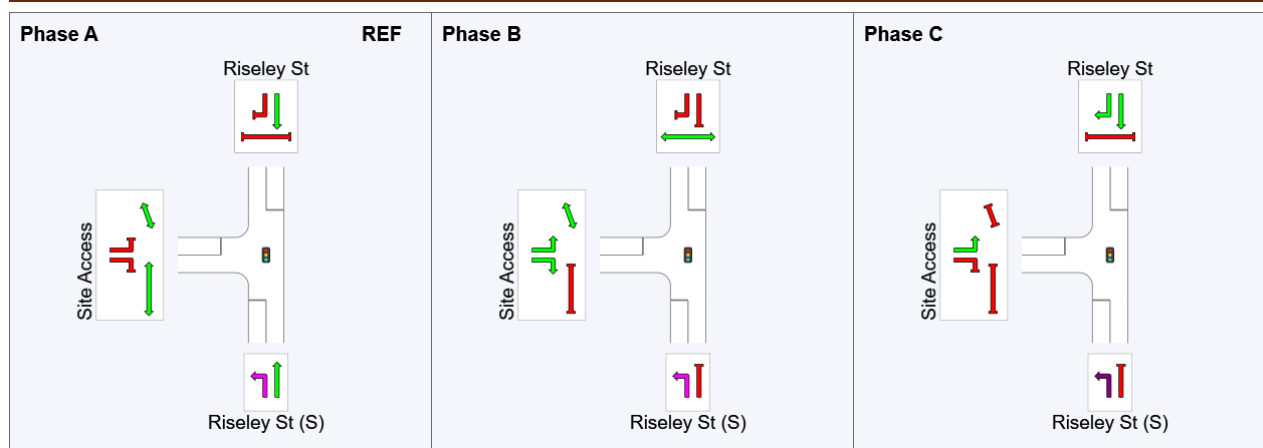 Phase A REF
Riseley St
Site Access
Riseley St (S)
Phase B
Riseley St
Site Access
Riseley St (S)
Phase C
Riseley St
Site Access
Riseley St (S)